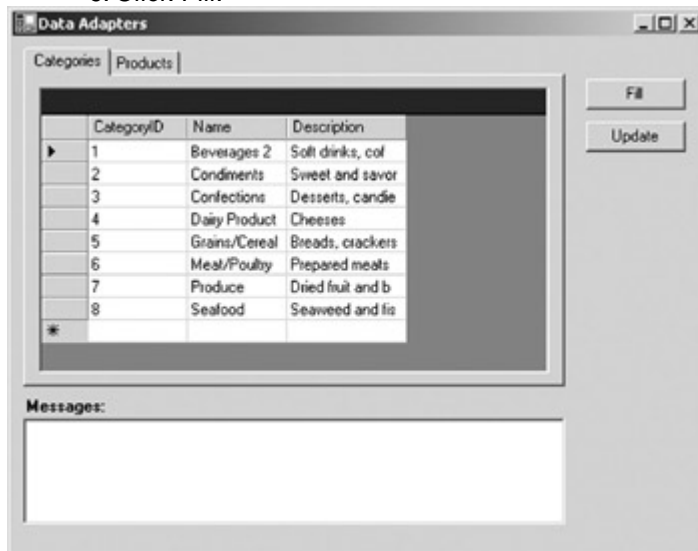 Data Adapters
Categories Products
Fill
Update
CategoryID Name Description
1 Beverages 2 Soft drinks, cof
2 Condiments Sweet and savor
3 Confections Desserts, candie
4 Dairy Product Cheeses
5 Grains/Cereal Breads, crackers
6 Meat/Poultry Prepared meats
7 Produce Dried fruit and b
8 Seafood Seaweed and fis
Messages: